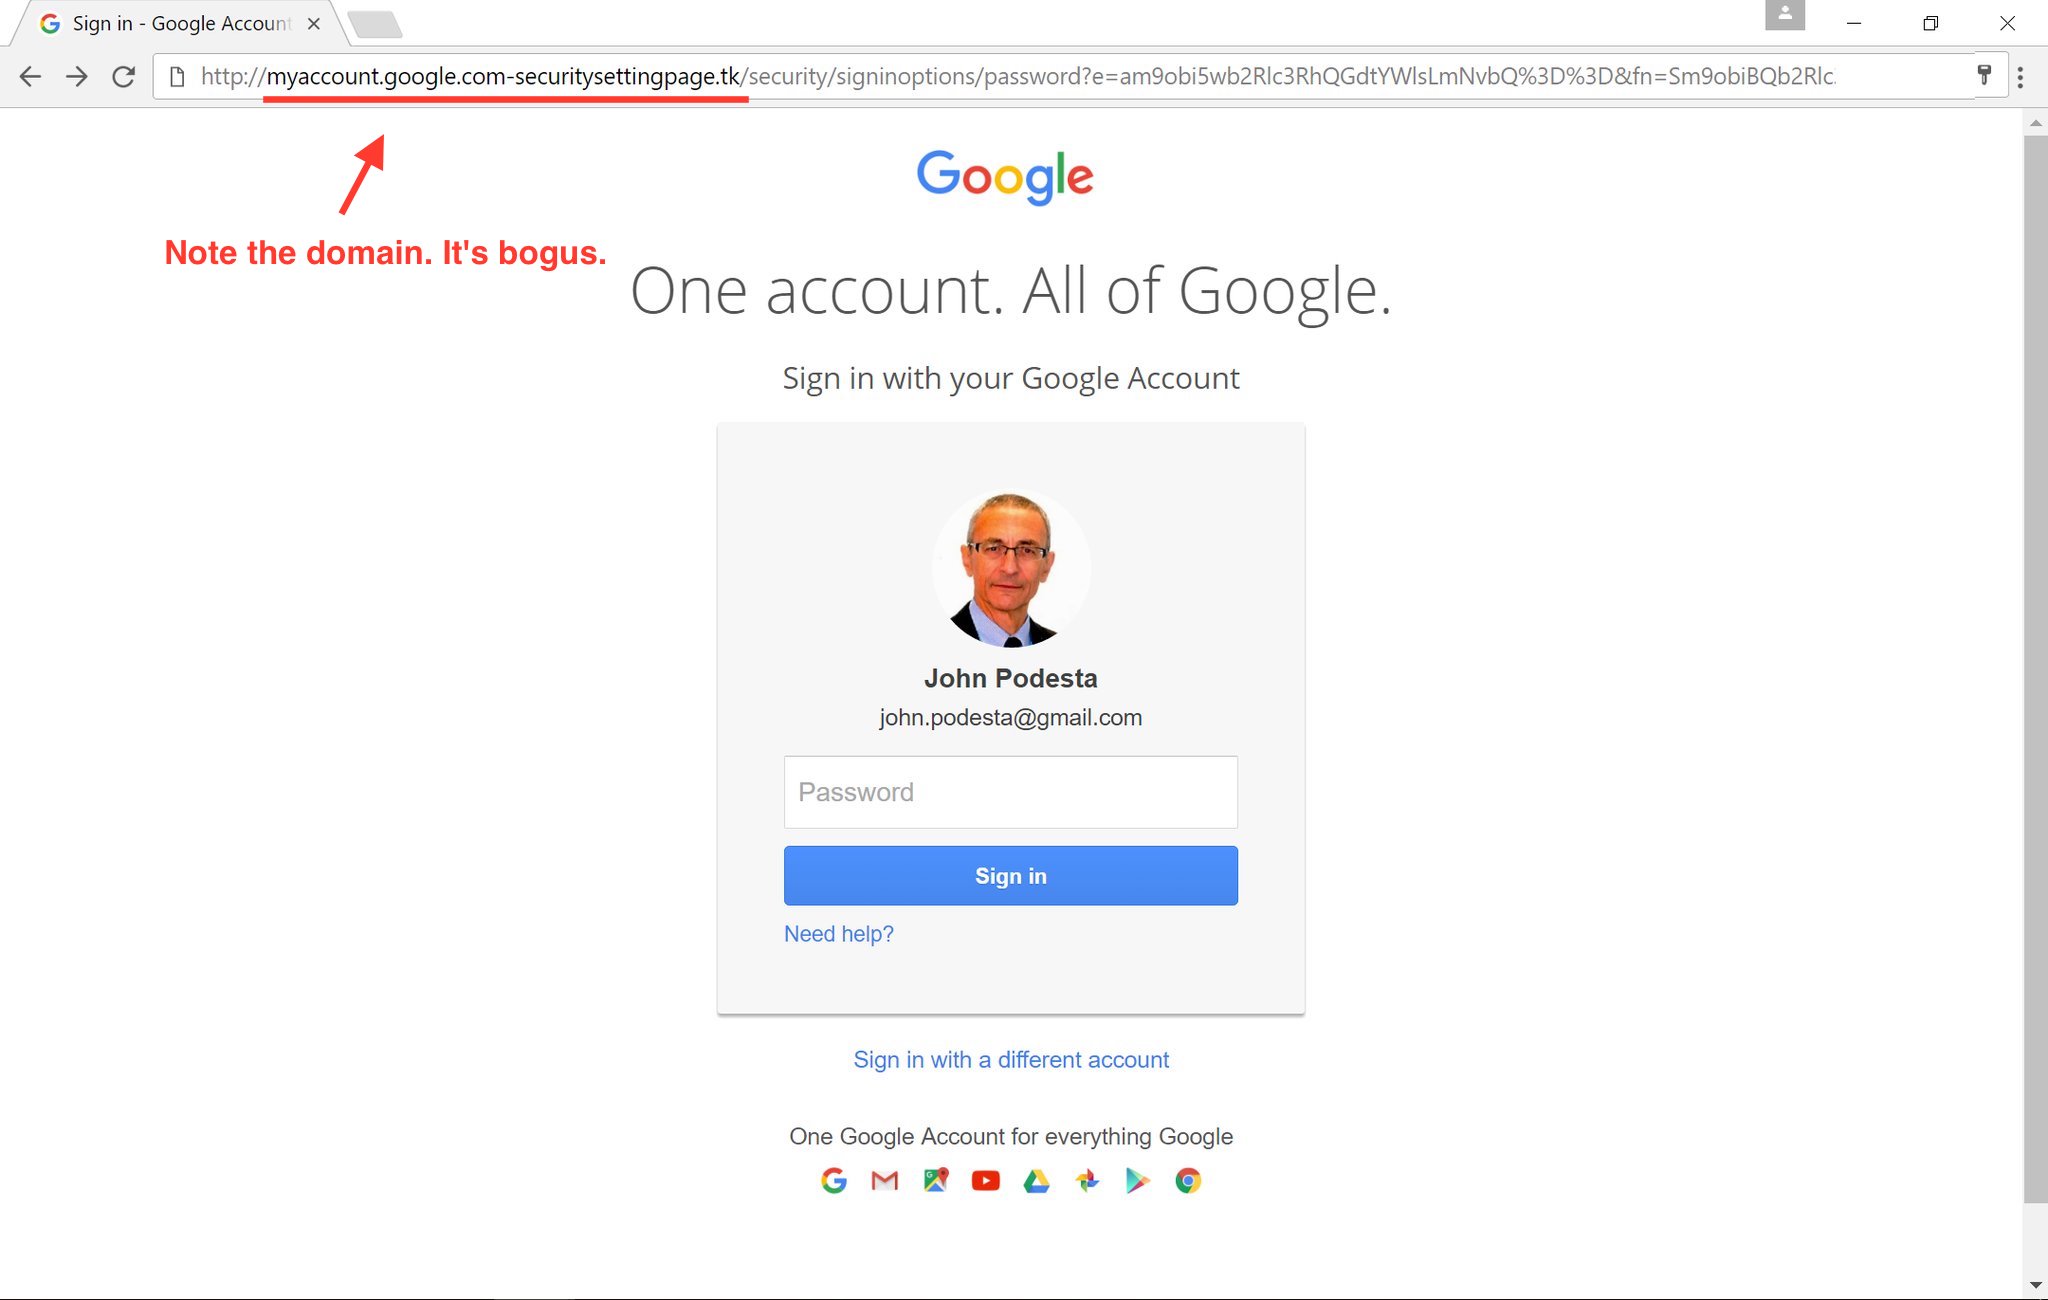 Sign in - Google Account
http://myaccount.google.com-securitysettingpage.tk/security/signinoptions/password?e=am9obi5wb2Rlc3RhQGdtYWlsLmNvbQ%3D%3D&fn=Sm9obiBQb2Rlc
Note the domain. It's bogus.
Google
One account. All of Google.
Sign in with your Google Account
John Podesta
john.podesta@gmail.com
Password
Sign in
Need help?
Sign in with a different account
One Google Account for everything Google